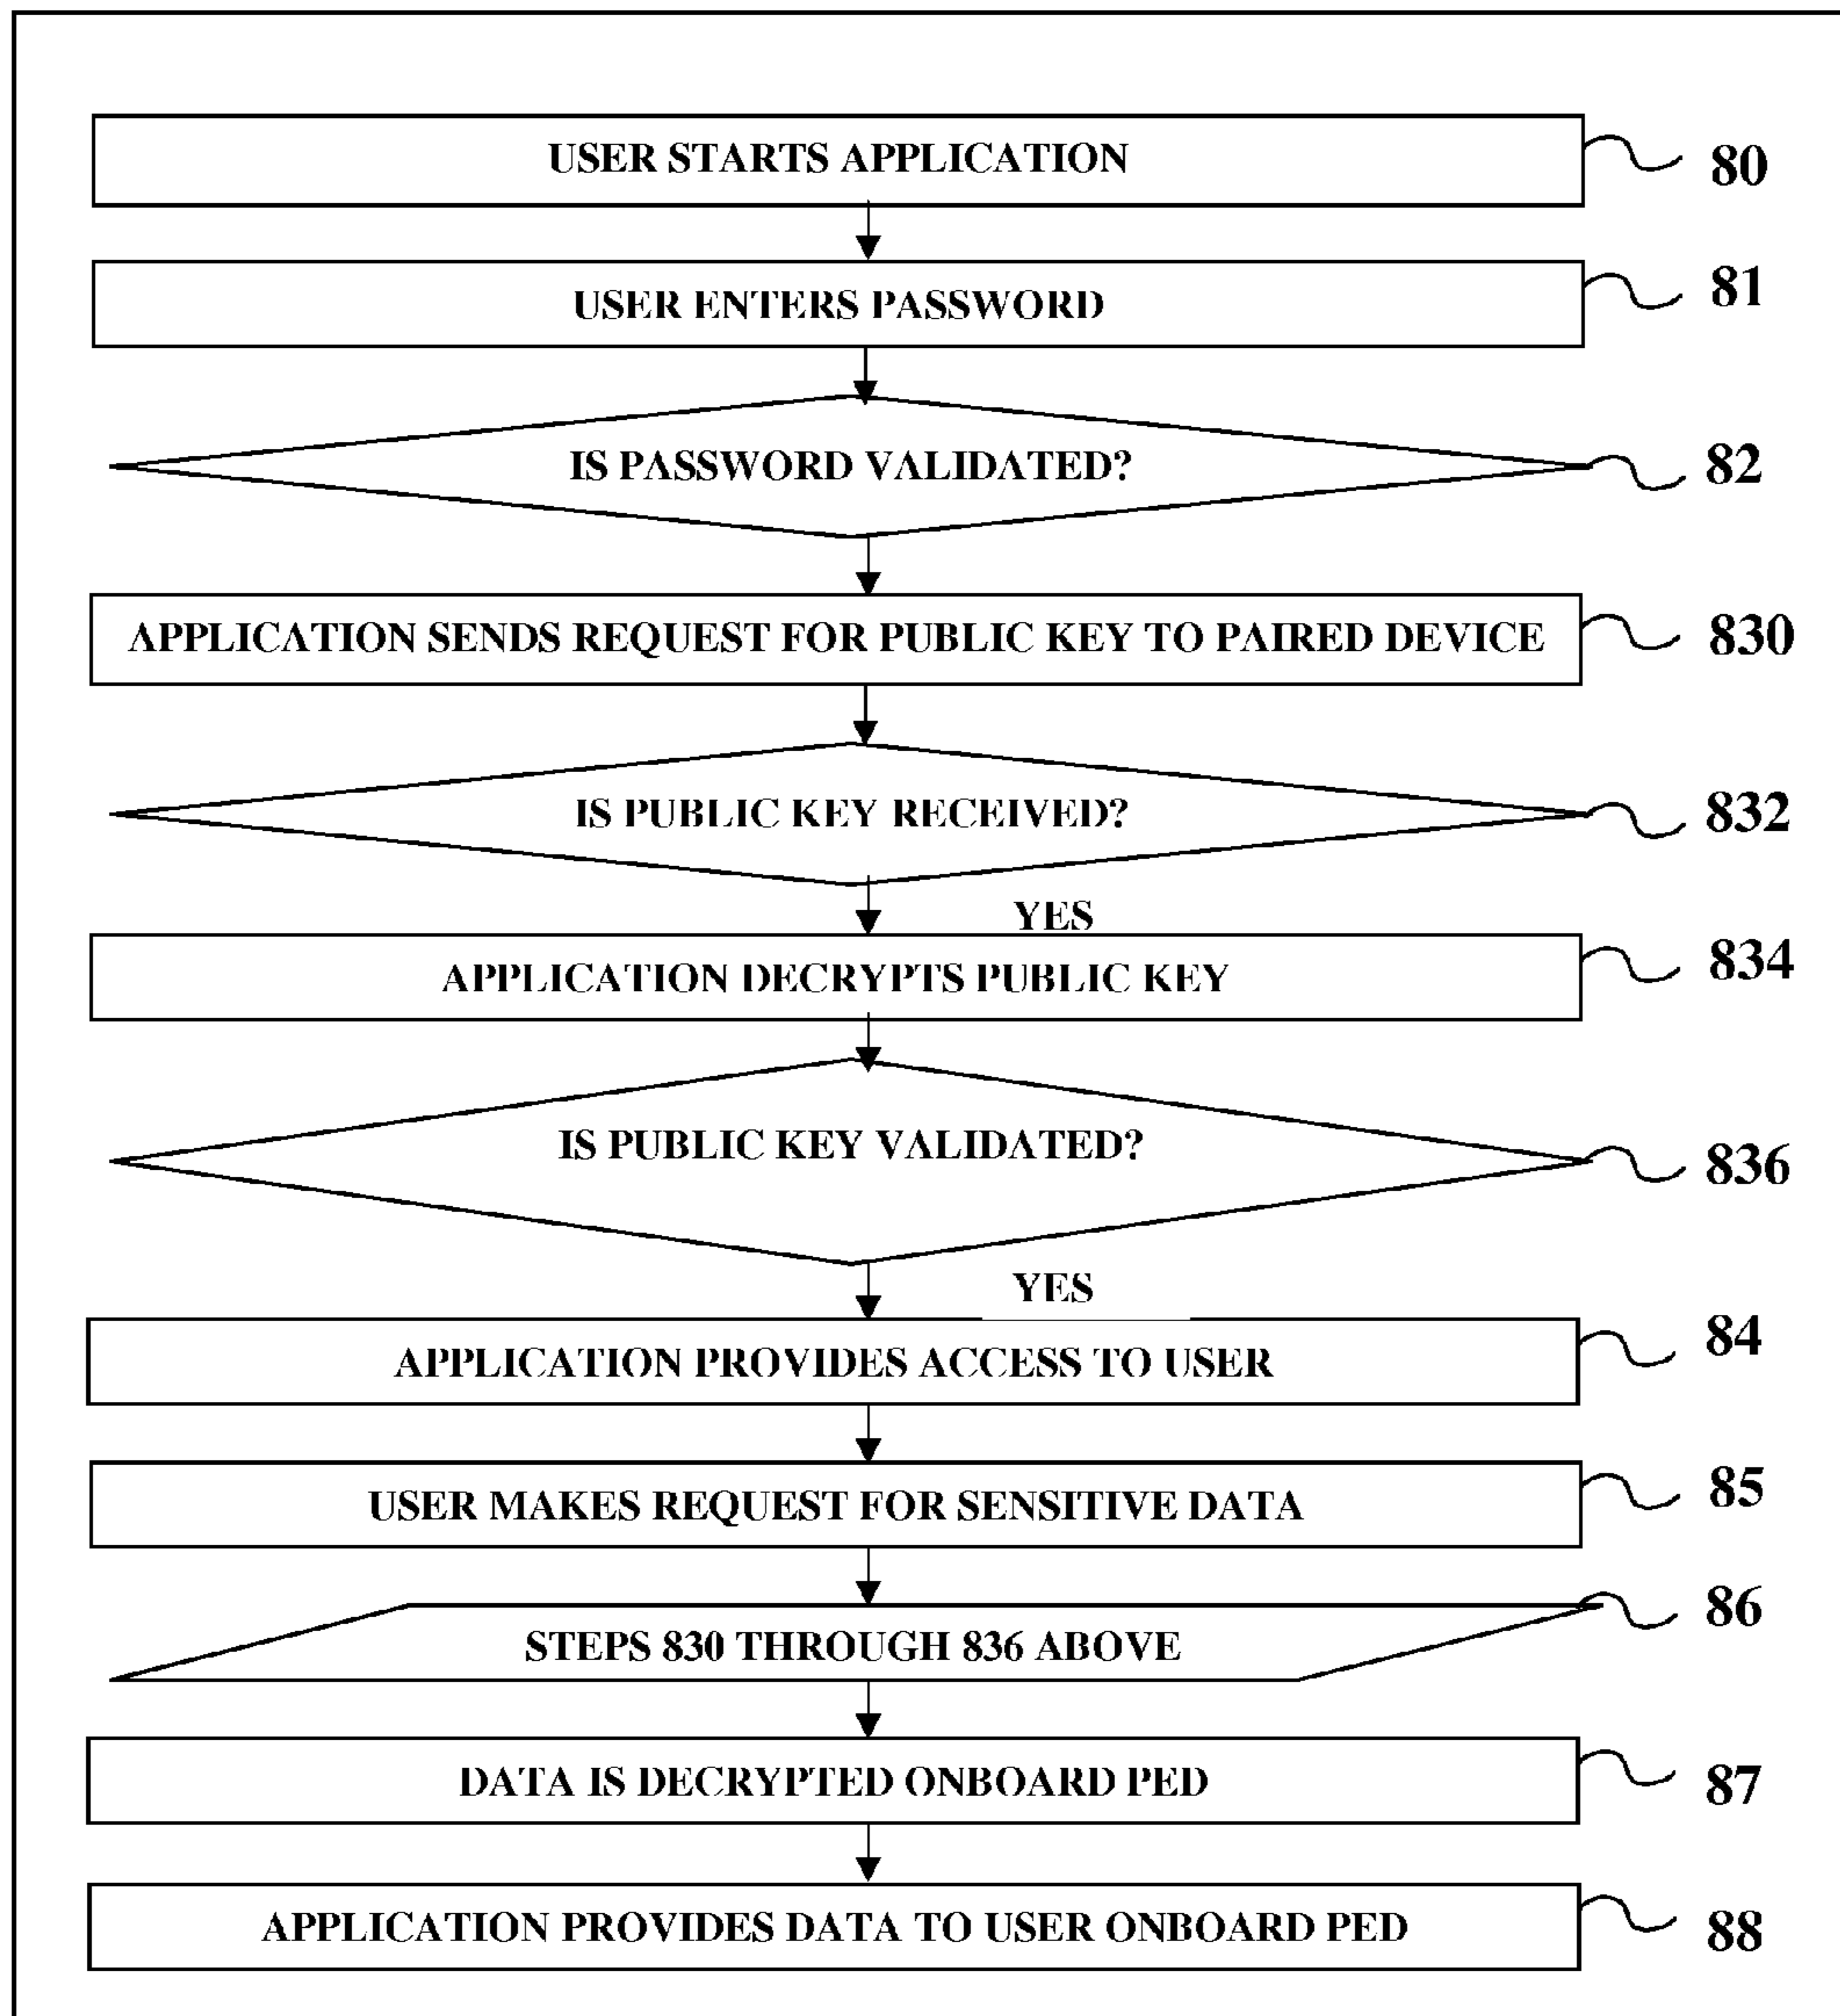 USER STARTS APPLICATION 80
USER ENTERS PASSWORD 81
IS PASSWORD VALIDATED? 82
APPLICATION SENDS REQUEST FOR PUBLIC KEY TO PAIRED DEVICE 830
IS PUBLIC KEY RECEIVED? 832
YES
APPLICATION DECRYPTS PUBLIC KEY 834
IS PUBLIC KEY VALIDATED? 836
YES
APPLICATION PROVIDES ACCESS TO USER 84
USER MAKES REQUEST FOR SENSITIVE DATA 85
STEPS 830 THROUGH 836 ABOVE 86
DATA IS DECRYPTED ONBOARD PED 87
APPLICATION PROVIDES DATA TO USER ONBOARD PED 88